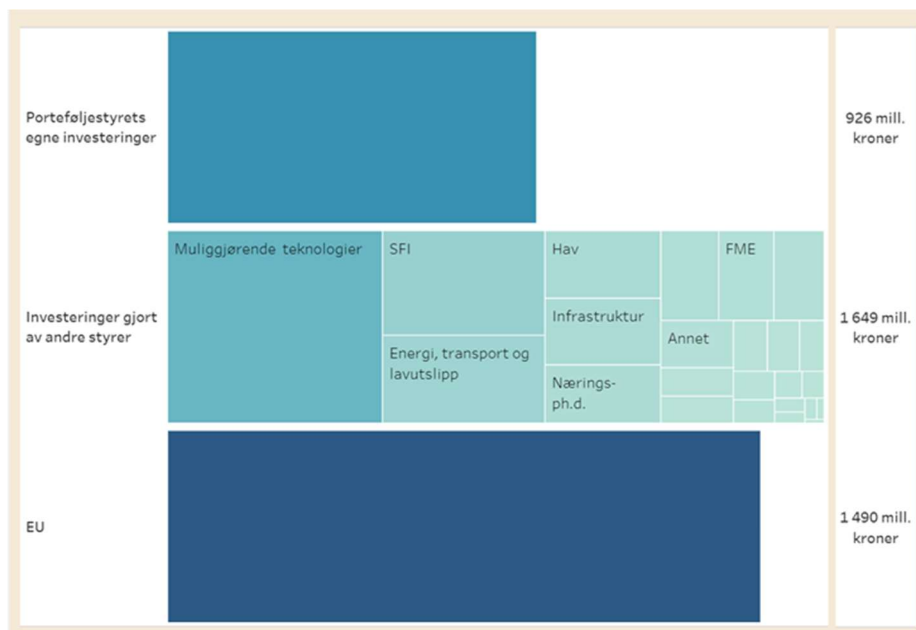 Porteføljestyrets
egne investeringer
926 mill.
kroner
Muliggjørende teknologier
SFI
Hav
FME
Investeringer gjort
av andre styrer
Infrastruktur
Annet
Energi, transport og
lavutslipp
Nærings-
ph.d.
1 649 mill.
kroner
EU
1 490 mill.
kroner